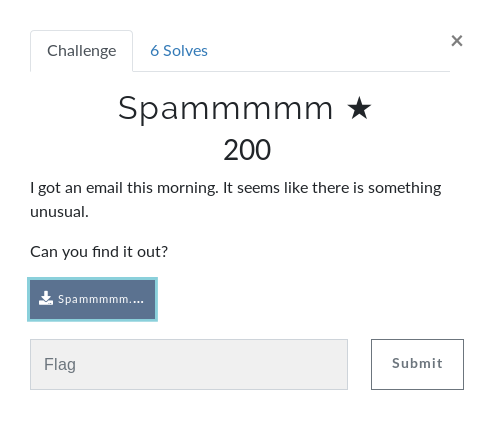 ×
Challenge
6 Solves
Spammmmm ★
200
I got an email this morning. It seems like there is something
unusual.
Can you find it out?
Spammmmm....
Flag
Submit